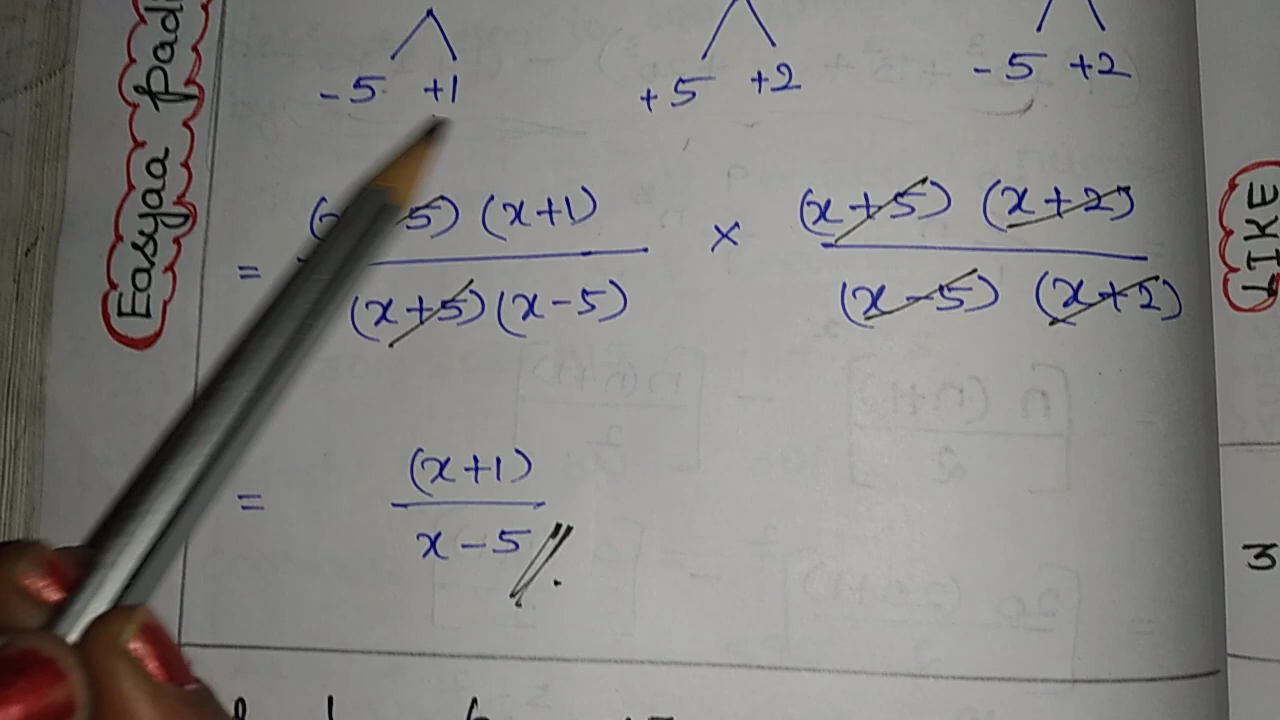 Easyaa padi
-5 +1 +5 +2 -5 +2
= 5) (x+1) × (x+5) (x+2)
(x+5)(x-5) (x-5) (x+2)
= (x+1)
x-5 //.
LIKE
3